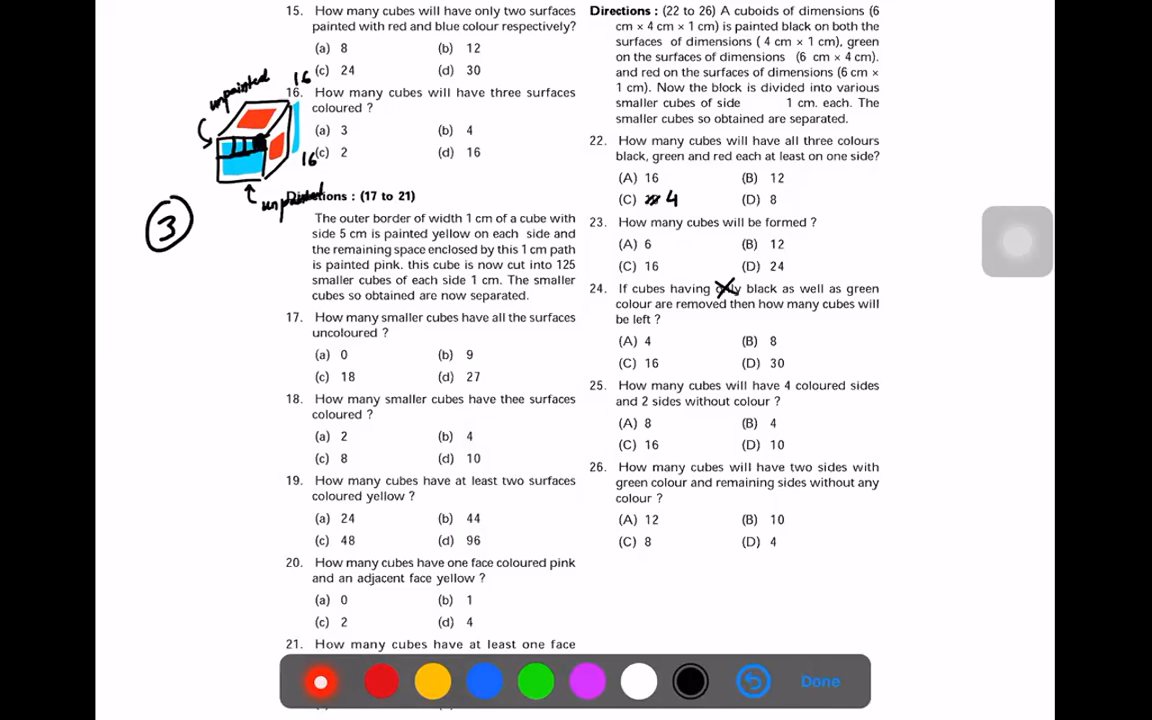 15. How many cubes will have only two surfaces
painted with red and blue colour respectively?
(a) 8 (b) 12
(c) 24 (d) 30
unpainted
16
16. How many cubes will have three surfaces
coloured ?
(a) 3 (b) 4
(c) 2 (d) 16
16
unpainted
3
(17 to 21)
The outer border of width 1 cm of a cube with
side 5 cm is painted yellow on each side and
the remaining space enclosed by this 1 cm path
is painted pink. this cube is now cut into 125
smaller cubes of each side 1 cm. The smaller
cubes so obtained are now separated.
17. How many smaller cubes have all the surfaces
uncoloured ?
(a) 0 (b) 9
(c) 18 (d) 27
18. How many smaller cubes have thee surfaces
coloured ?
(a) 2 (b) 4
(c) 8 (d) 10
19. How many cubes have at least two surfaces
coloured yellow ?
(a) 24 (b) 44
(c) 48 (d) 96
20. How many cubes have one face coloured pink
and an adjacent face yellow ?
(a) 0 (b) 1
(c) 2 (d) 4
21. How many cubes have at least one face
Directions : (22 to 26) A cuboids of dimensions (6
cm × 4 cm × 1 cm) is painted black on both the
surfaces of dimensions ( 4 cm × 1 cm), green
on the surfaces of dimensions (6 cm × 4 cm).
and red on the surfaces of dimensions (6 cm ×
1 cm). Now the block is divided into various
smaller cubes of side 1 cm. each. The
smaller cubes so obtained are separated.
22. How many cubes will have all three colours
black, green and red each at least on one side?
(A) 16 (B) 12
(C) 4 (D) 8
23. How many cubes will be formed ?
(A) 6 (B) 12
(C) 16 (D) 24
24. If cubes having only black as well as green
colour are removed then how many cubes will
be left ?
(A) 4 (B) 8
(C) 16 (D) 30
25. How many cubes will have 4 coloured sides
and 2 sides without colour ?
(A) 8 (B) 4
(C) 16 (D) 10
26. How many cubes will have two sides with
green colour and remaining sides without any
colour ?
(A) 12 (B) 10
(C) 8 (D) 4
Done